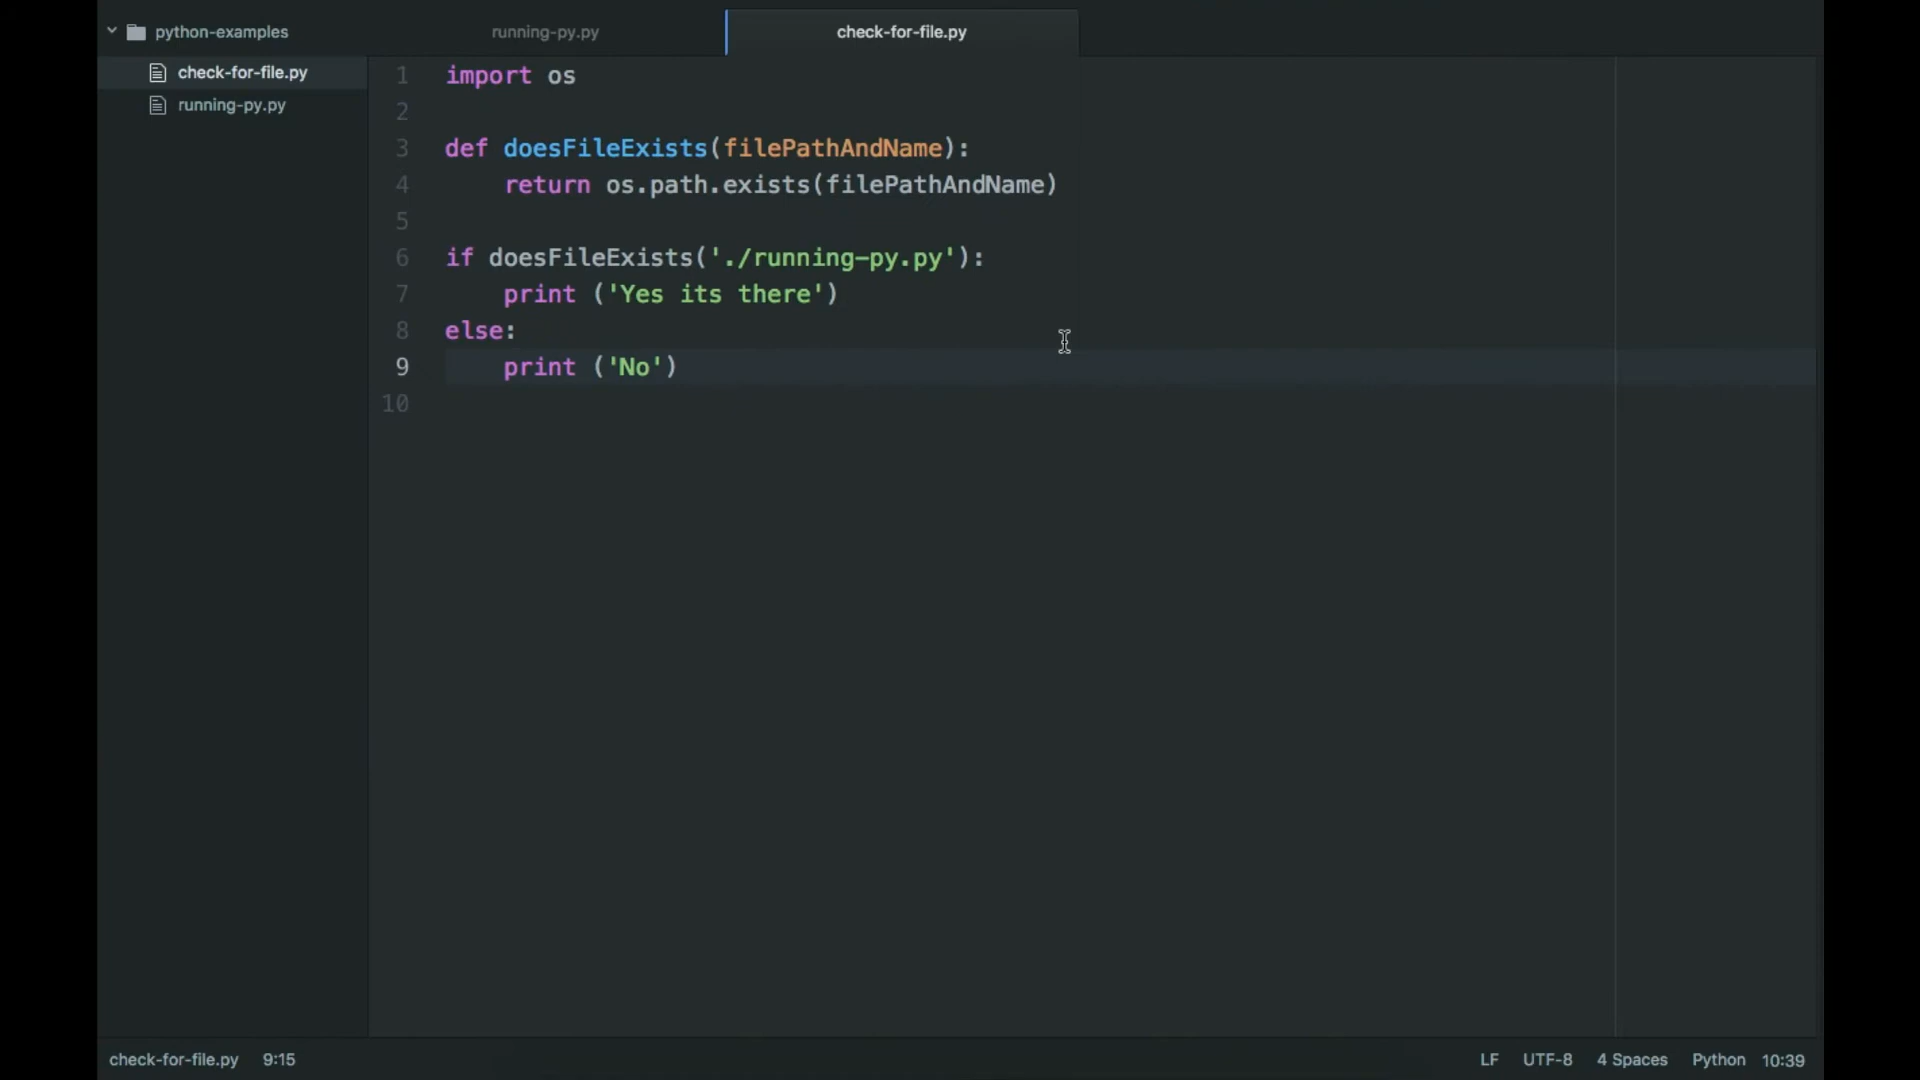 python-examples
check-for-file.py
running-py.py
running-py.py
check-for-file.py
1 import os
2
3 def doesFileExists(filePathAndName):
4     return os.path.exists(filePathAndName)
5
6 if doesFileExists('./running-py.py'):
7     print ('Yes its there')
8 else:
9     print ('No')
10
check-for-file.py 9:15
LF UTF-8 4 Spaces Python 10:39